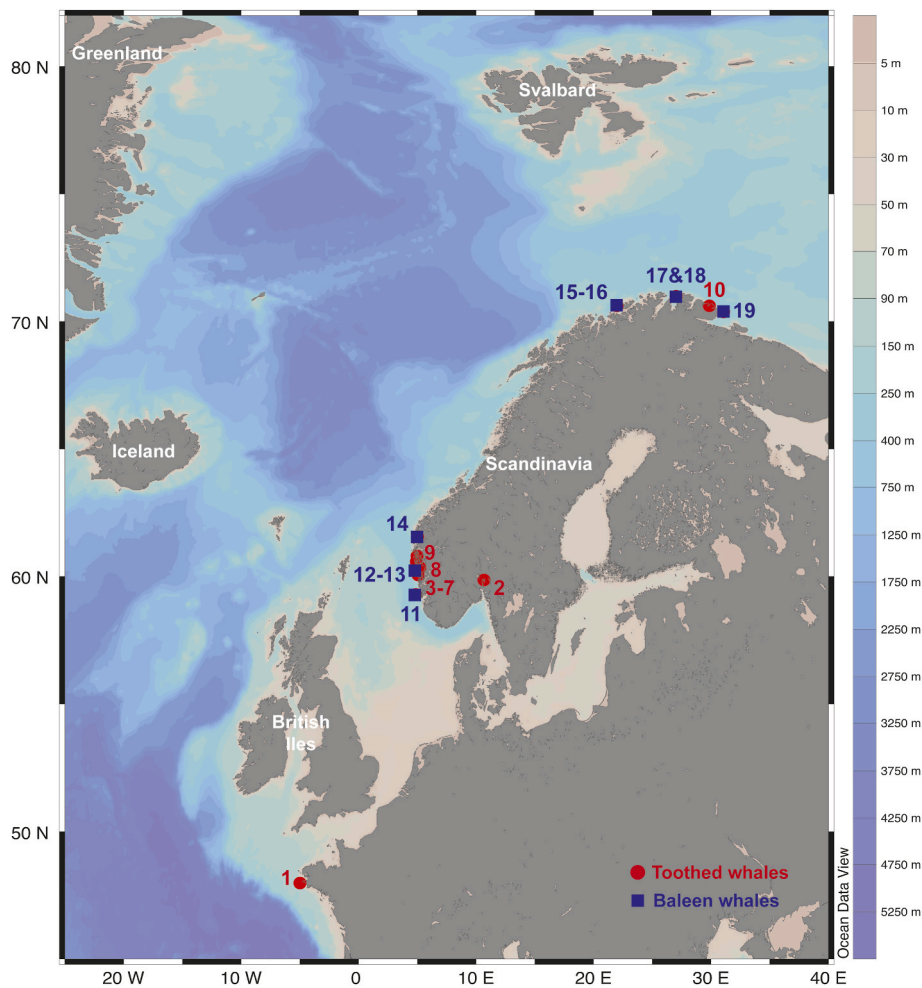 Greenland
80 N
Svalbard
5 m
10 m
30 m
50 m
70 m
90 m
150 m
250 m
400 m
750 m
1250 m
1750 m
2250 m
3250 m
3750 m
4250 m
4750 m
5250 m
17&18
15-16
10
19
70 N
Iceland
Scandinavia
14
9
12-13
8
60 N
3-7
2
11
British
Iles
50 N
1
Toothed whales
Baleen whales
Ocean Data View
20 W
10 W
0
10 E
20 E
30 E
40 E